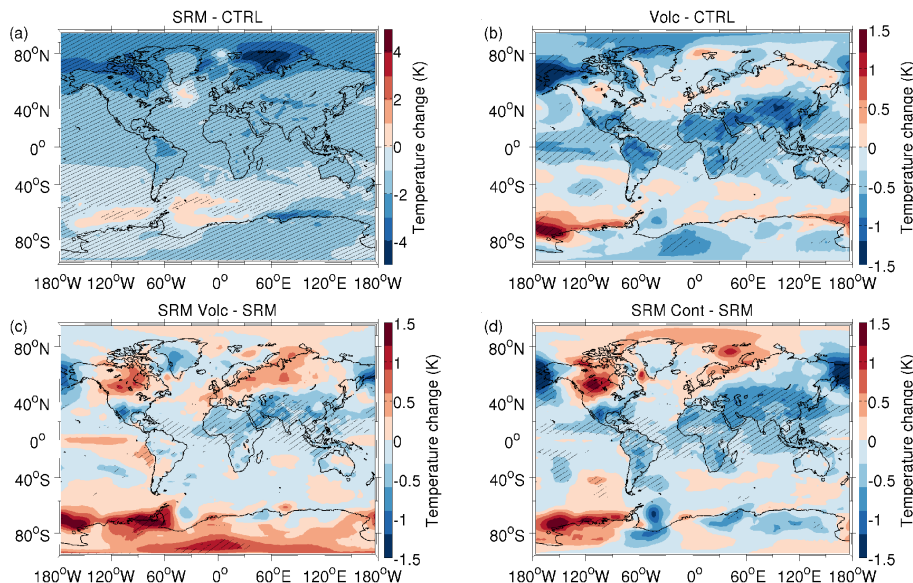 SRM - CTRL
(a)
80°N
40°N
0°
40°S
80°S
180°W 120°W 60°W 0° 60°E 120°E 180°W
4
2
0
-2
-4
Temperature change (K)
Volc - CTRL
(b)
80°N
40°N
0°
40°S
80°S
180°W 120°W 60°W 0° 60°E 120°E 180°W
1.5
1
0.5
0
-0.5
-1
-1.5
Temperature change (K)
SRM Volc - SRM
(c)
80°N
40°N
0°
40°S
80°S
180°W 120°W 60°W 0° 60°E 120°E 180°W
1.5
1
0.5
0
-0.5
-1
-1.5
Temperature change (K)
SRM Cont - SRM
(d)
80°N
40°N
0°
40°S
80°S
180°W 120°W 60°W 0° 60°E 120°E 180°W
1.5
1
0.5
0
-0.5
-1
-1.5
Temperature change (K)